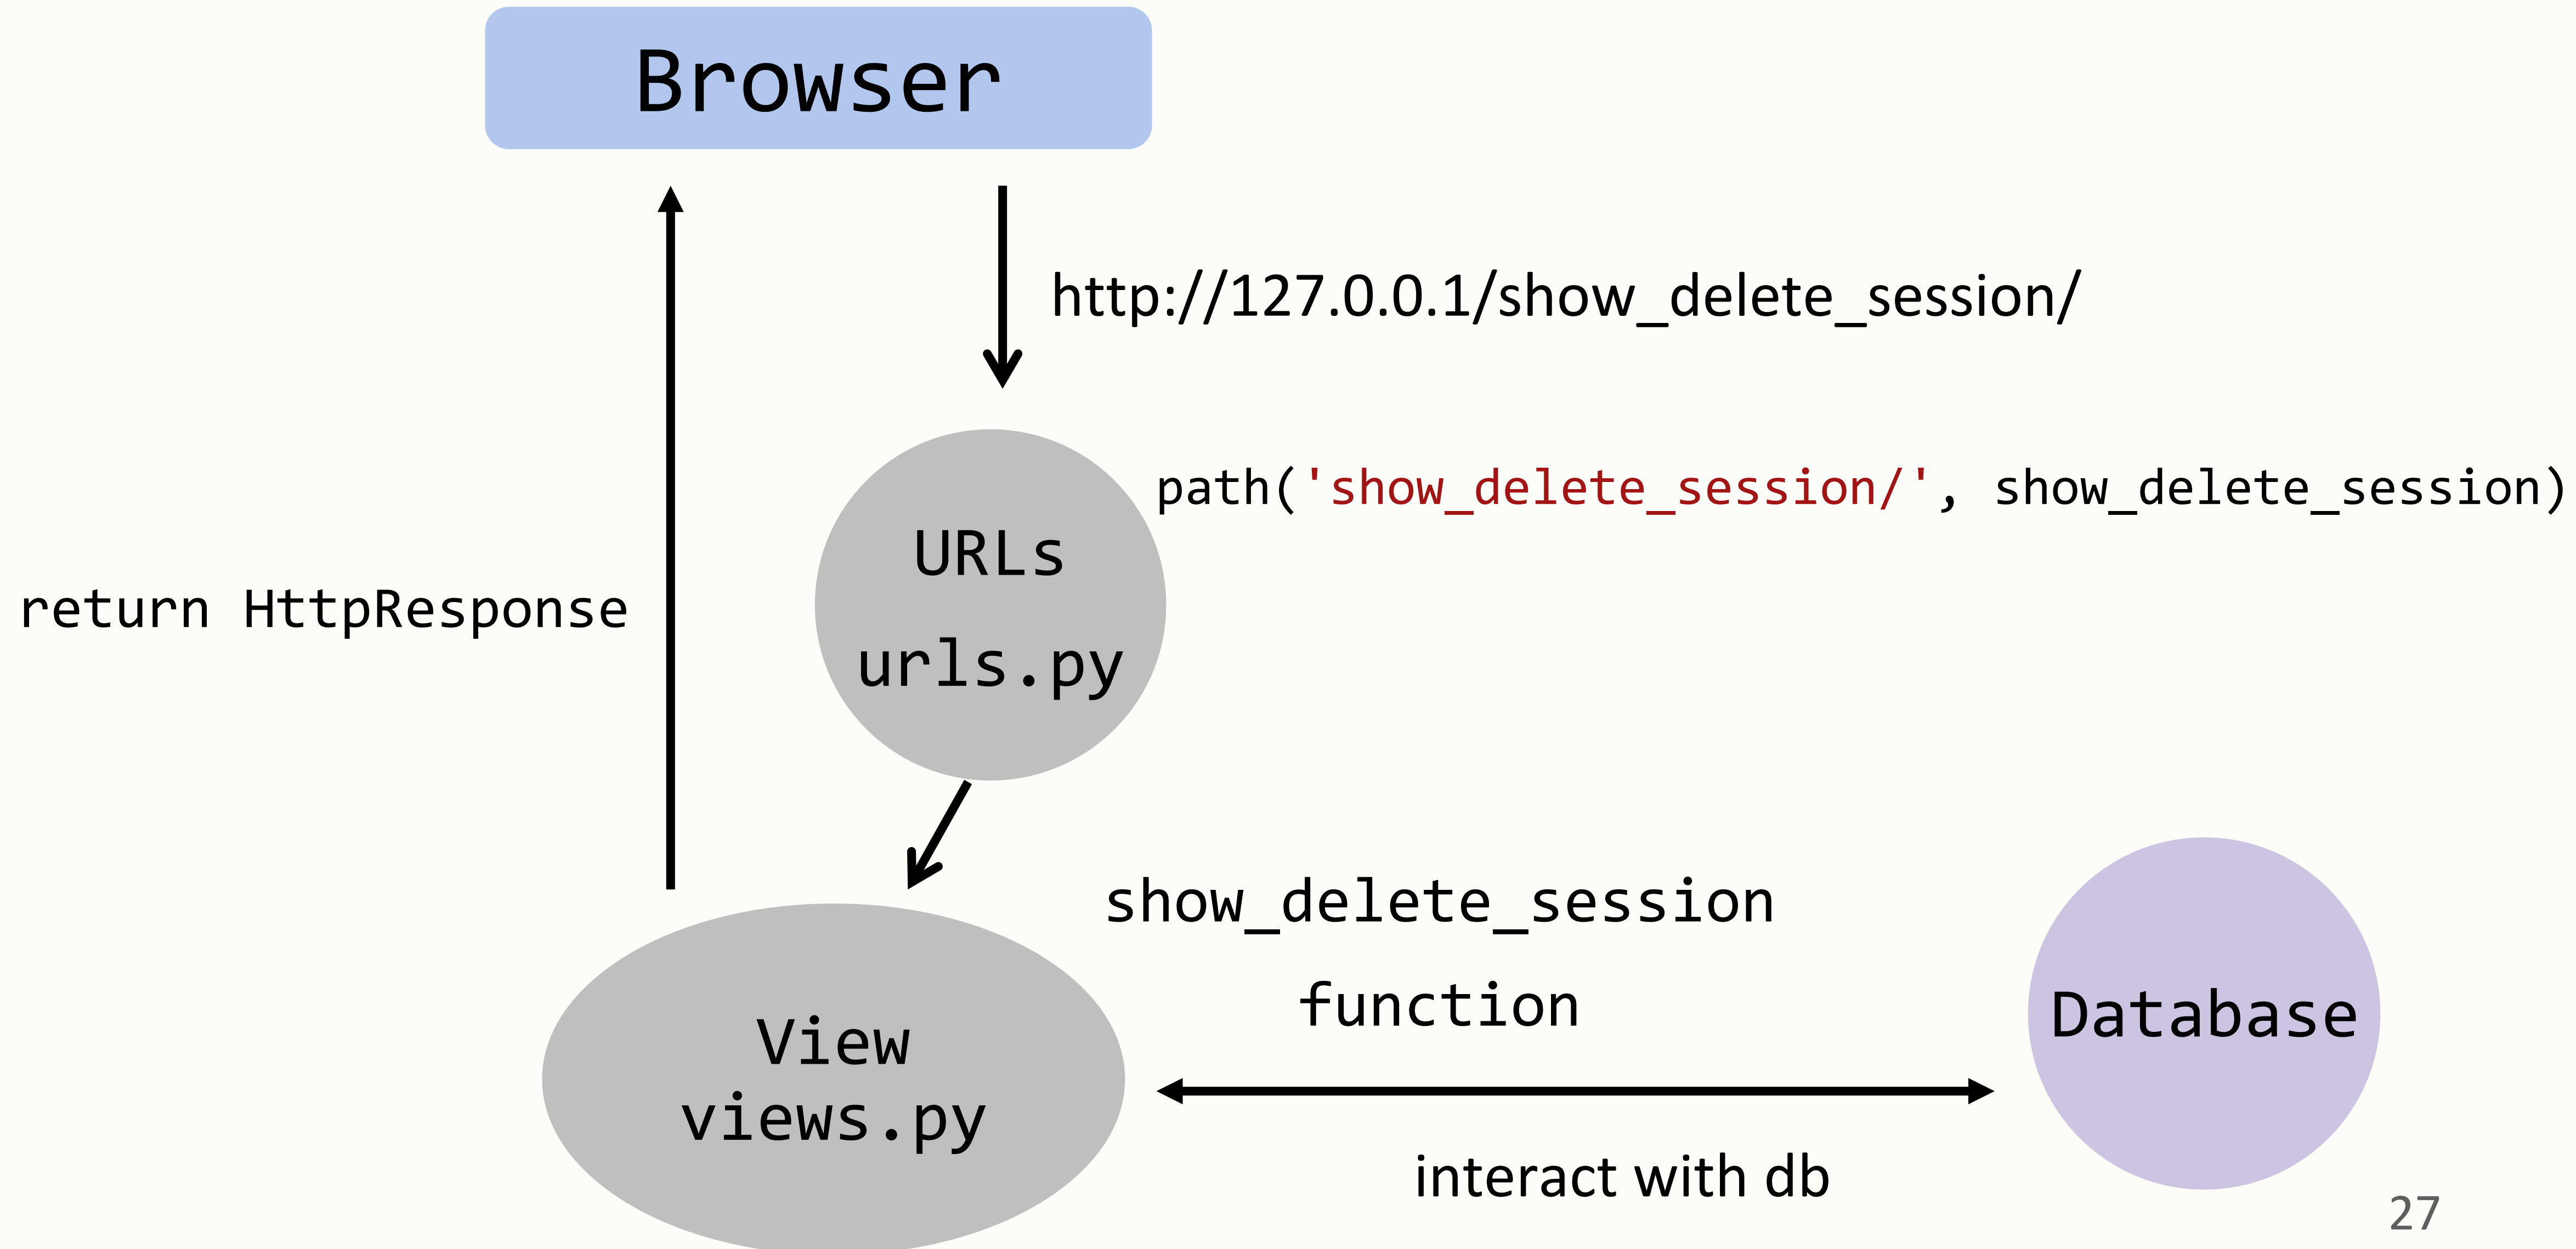 Browser
http://127.0.0.1/show_delete_session/
path('show_delete_session/', show_delete_session)
URLs
urls.py
return HttpResponse
show_delete_session
function
View
views.py
Database
interact with db
27